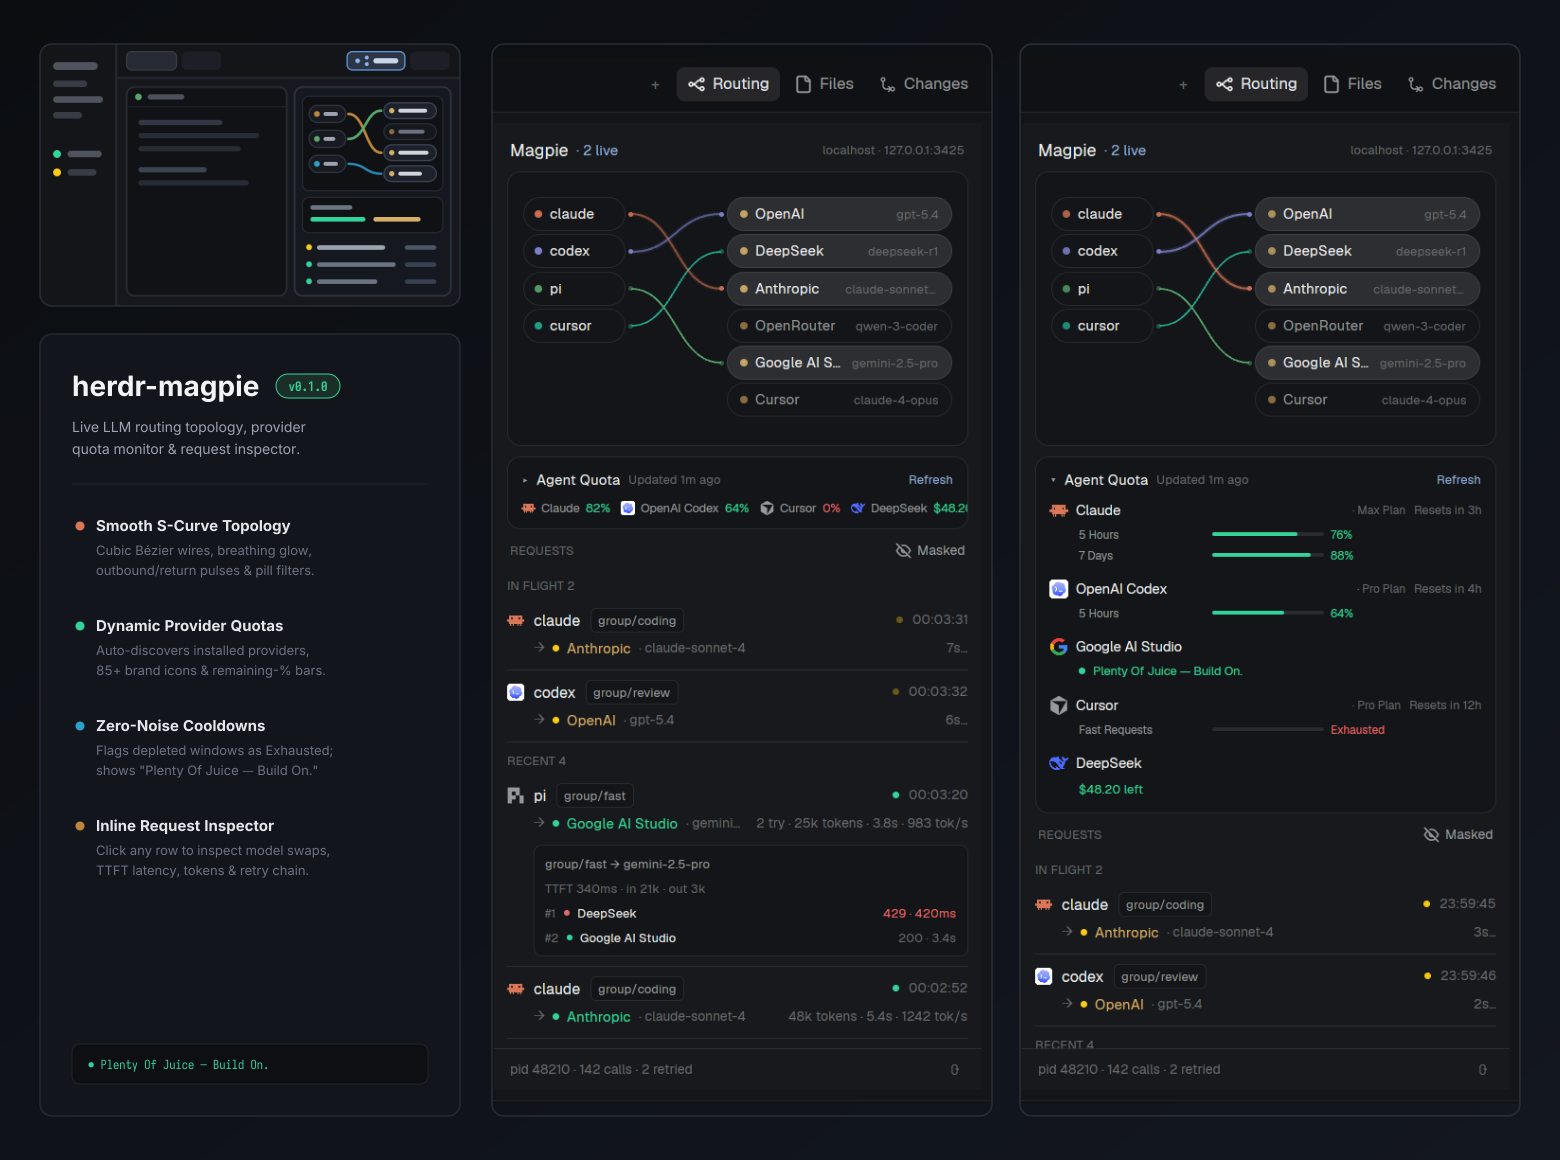 herdr-magpie v0.1.0
Live LLM routing topology, provider
quota monitor & request inspector.
Smooth S-Curve Topology
Cubic Bézier wires, breathing glow,
outbound/return pulses & pill filters.
Dynamic Provider Quotas
Auto-discovers installed providers,
85+ brand icons & remaining-% bars.
Zero-Noise Cooldowns
Flags depleted windows as Exhausted;
shows "Plenty Of Juice — Build On."
Inline Request Inspector
Click any row to inspect model swaps,
TTFT latency, tokens & retry chain.
Plenty Of Juice — Build On.
+ Routing Files Changes
Magpie · 2 live localhost · 127.0.0.1:3425
claude OpenAI gpt-5.4
codex DeepSeek deepseek-r1
pi Anthropic claude-sonnet…
cursor OpenRouter qwen-3-coder
Google AI S… gemini-2.5-pro
Cursor claude-4-opus
Agent Quota Updated 1m ago Refresh
Claude 82% OpenAI Codex 64% Cursor 0% DeepSeek $48.20
REQUESTS Masked
IN FLIGHT 2
claude group/coding 00:03:31
→ Anthropic · claude-sonnet-4 7s…
codex group/review 00:03:32
→ OpenAI · gpt-5.4 6s…
RECENT 4
pi group/fast 00:03:20
→ Google AI Studio · gemini… 2 try · 25k tokens · 3.8s · 983 tok/s
group/fast → gemini-2.5-pro
TTFT 340ms · in 21k · out 3k
#1 DeepSeek 429 · 420ms
#2 Google AI Studio 200 · 3.4s
claude group/coding 00:02:52
→ Anthropic · claude-sonnet-4 48k tokens · 5.4s · 1242 tok/s
pid 48210 · 142 calls · 2 retried
+ Routing Files Changes
Magpie · 2 live localhost · 127.0.0.1:3425
claude OpenAI gpt-5.4
codex DeepSeek deepseek-r1
pi Anthropic claude-sonnet…
cursor OpenRouter qwen-3-coder
Google AI S… gemini-2.5-pro
Cursor claude-4-opus
Agent Quota Updated 1m ago Refresh
Claude · Max Plan Resets in 3h
5 Hours 76%
7 Days 88%
OpenAI Codex · Pro Plan Resets in 4h
5 Hours 64%
Google AI Studio
Plenty Of Juice — Build On.
Cursor · Pro Plan Resets in 12h
Fast Requests Exhausted
DeepSeek
$48.20 left
REQUESTS Masked
IN FLIGHT 2
claude group/coding 23:59:45
→ Anthropic · claude-sonnet-4 3s…
codex group/review 23:59:46
→ OpenAI · gpt-5.4 2s…
RECENT 4
pid 48210 · 142 calls · 2 retried